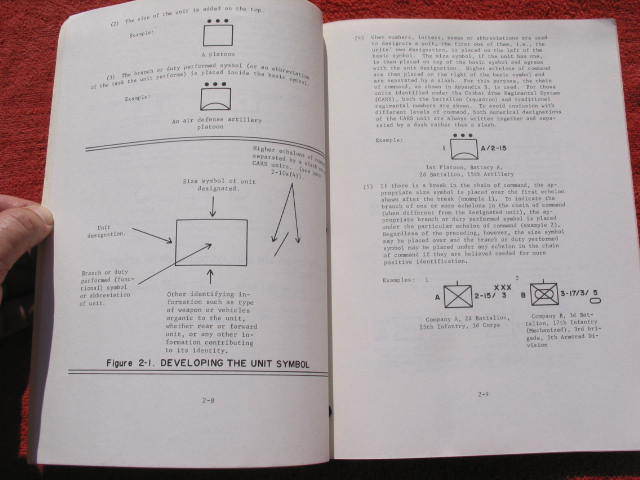 (2) The size of the unit is added on the top.
Example:
A platoon
(3) The branch or duty performed symbol (or an abbreviation
of the task the unit performs) is placed inside the basic symbol.
Example:
An air defense artillery
platoon
Higher echelons of
separated by a slash
CARS units.
2-10a(4)).
Size symbol of unit
designated.
Unit
designation.
Branch or duty
performed (func-
tional) symbol
or abbreviation
of unit.
Other identifying in-
formation such as type
of weapon or vehicles
organic to the unit,
whether rear or forward
unit, or any other in-
formation contributing
to its identity.
Figure 2-1. DEVELOPING THE UNIT SYMBOL
2-8
When numbers, letters, names or abbreviations are used
to designate a unit, the first one of them, i.e., the
units' own designation, is placed on the left of the
basic symbol. The size symbol, if the unit has one,
is then placed on top of the basic symbol and agrees
with the unit designation. Higher echelons of command
are then placed on the right of the basic symbol and
are separated by a slash. For this purpose, the chain
of command, as shown in Appendix is used. For those
units identified under the Combat Arms Regimental System
(CARS), both the battalion (squadron) and traditional
regimental numbers are shown. To avoid confusion with
different levels of command, both numerical designations
of the CARS unit are always written together and sepa-
rated by a dash rather than a slash.
Example:
1 A/2-15
1st Platoon, Battery A,
2d Battalion, 15th Artillery
(5) If there is a break in the chain of command, the ap-
propriate size symbol is placed over the first echelon
shown after the break (example 1). To indicate the
branch of one or more echelons in the chain of command
(when different from the designated unit), the ap-
propriate branch or duty performed symbol is placed
under the particular echelon of command (example 2).
Regardless of the preceding, however, the size symbol
may be placed over and the branch or duty performed
symbol may be placed under any echelon in the chain
of command if they are believed needed for more
positive identification.
Examples: 1 2
XXX
A 2-15/ 3 B 3-17/3/ 5
Company A, 2d Battalion,
15th Infantry, 3d Corps
Company B, 3d Bat-
talion, 17th Infantry
(Mechanized), 3rd bri-
gade, 5th Armored Di-
vision
2-9